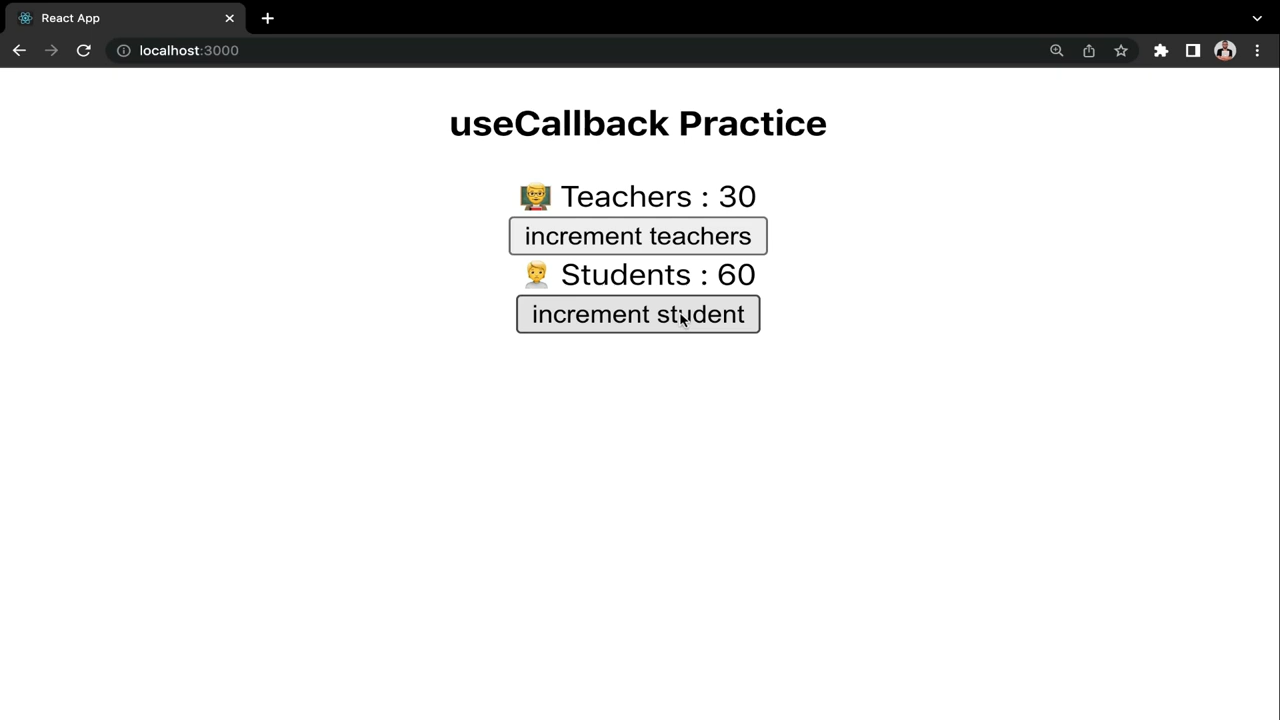 React App
localhost:3000
useCallback Practice
👨‍🏫 Teachers : 30
increment teachers
👨‍🎓 Students : 60
increment student